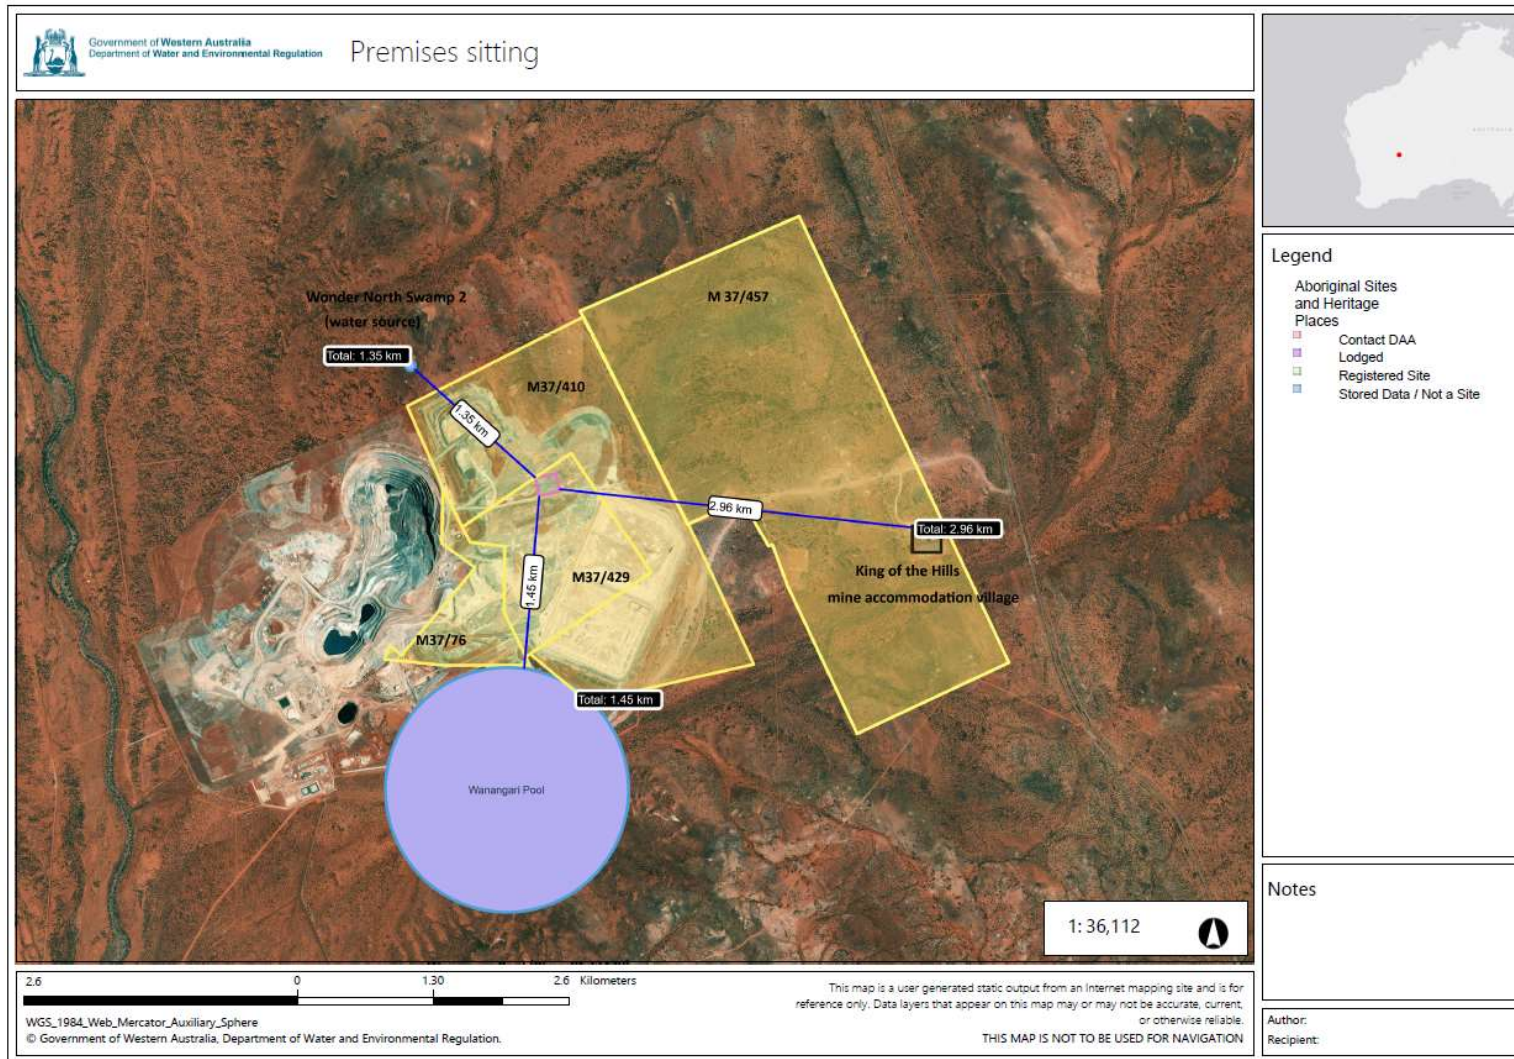 Government of Western Australia
Department of Water and Environmental Regulation
Premises sitting
Wonder North Swamp 2
(water source)
Total: 1.35 km
1.35 km
M37/410
M 37/457
2.96 km
Total: 2.96 km
King of the Hills
mine accommodation village
1.45 km
M37/429
M37/76
Total: 1.45 km
Wanangari Pool
1: 36,112
Legend
Aboriginal Sites
and Heritage
Places
Contact DAA
Lodged
Registered Site
Stored Data / Not a Site
Notes
2.6 0 1.30 2.6 Kilometers
WGS_1984_Web_Mercator_Auxiliary_Sphere
© Government of Western Australia, Department of Water and Environmental Regulation.
This map is a user generated static output from an Internet mapping site and is for
reference only. Data layers that appear on this map may or may not be accurate, current,
or otherwise reliable.
THIS MAP IS NOT TO BE USED FOR NAVIGATION
Author:
Recipient: